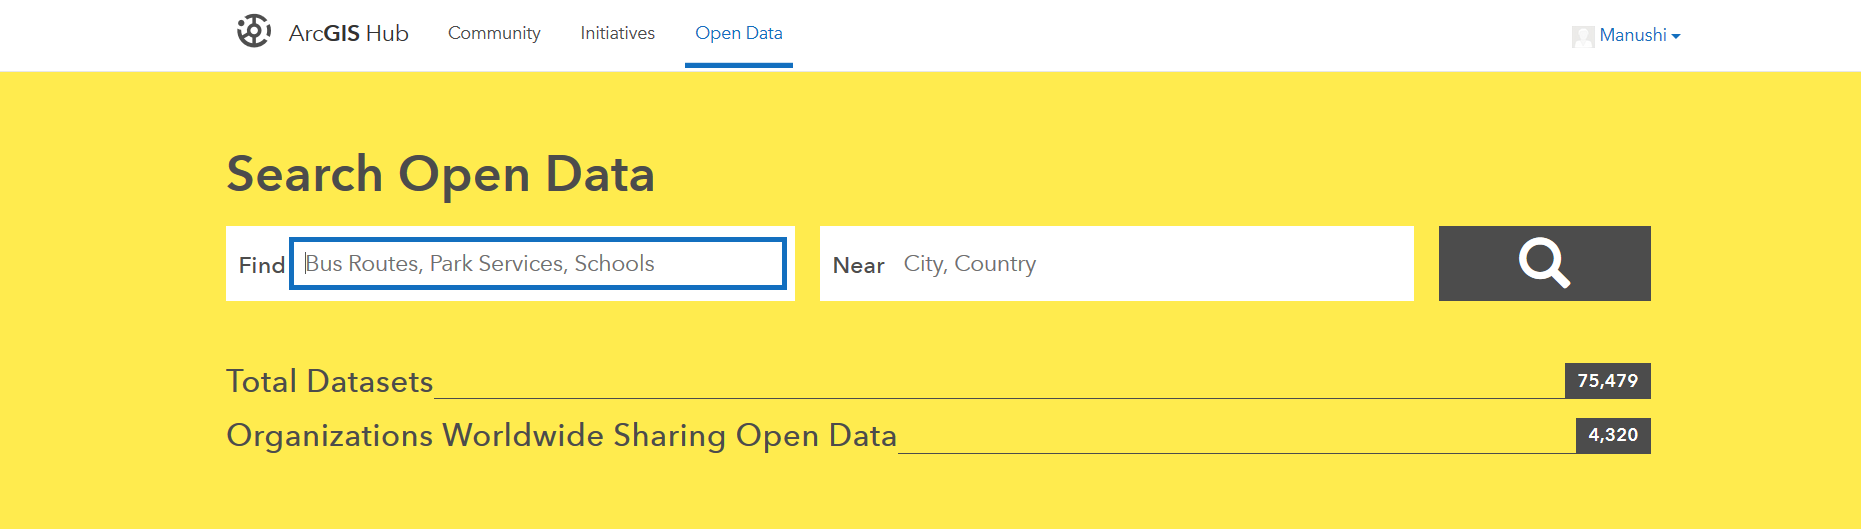 ArcGIS Hub Community Initiatives Open Data Manushi
Search Open Data
Find Bus Routes, Park Services, Schools Near City, Country
Total Datasets 75,479
Organizations Worldwide Sharing Open Data 4,320